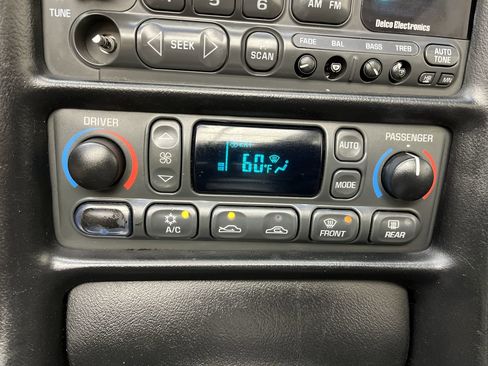 6
AM FM
TUNE
Delco Electronics
SEEK
SCAN
FADE BAL BASS TREB
AUTO TONE
DRIVER
PASSENGER
60°F
AUTO
MODE
A/C
FRONT
REAR